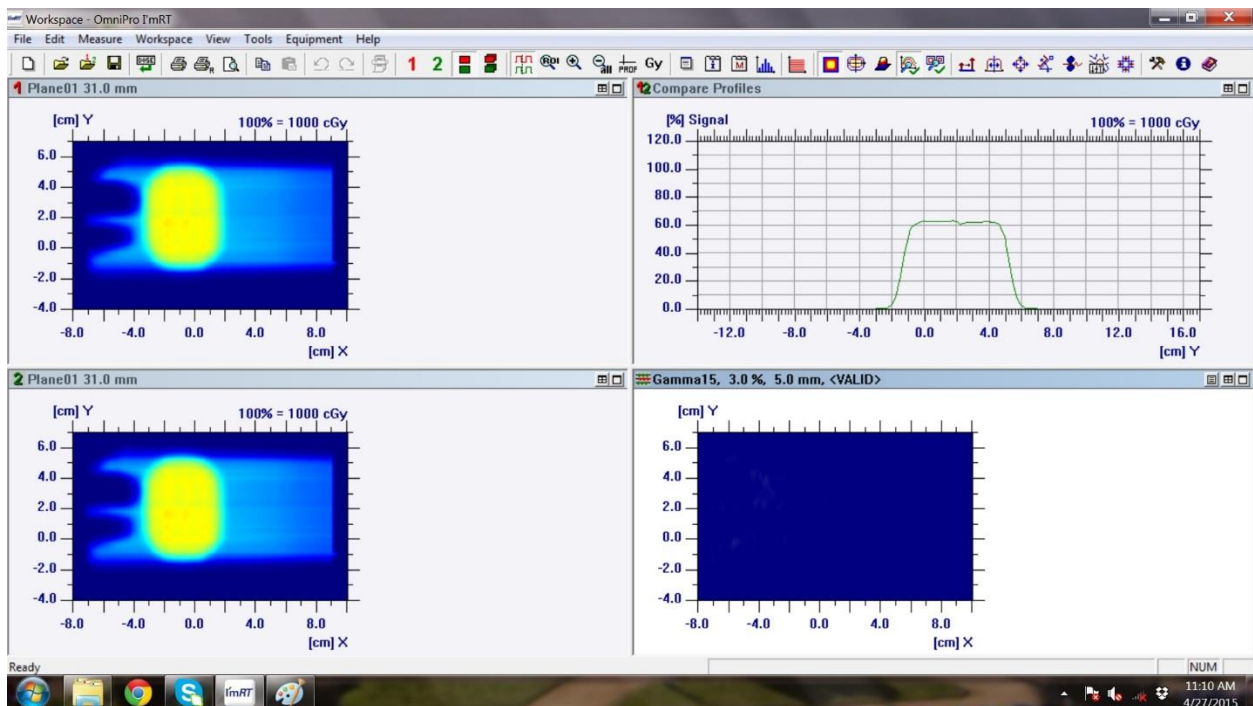 I'mRT Workspace - OmniPro I'mRT
File Edit Measure Workspace View Tools Equipment Help
1 2 ROI all PROF Gy
1 Plane01 31.0 mm
[cm] Y 100% = 1000 cGy
6.0
4.0
2.0
0.0
-2.0
-4.0
-8.0 -4.0 0.0 4.0 8.0
[cm] X
12 Compare Profiles
[%] Signal 100% = 1000 cGy
120.0
100.0
80.0
60.0
40.0
20.0
0.0
-12.0 -8.0 -4.0 0.0 4.0 8.0 12.0 16.0
[cm] Y
2 Plane01 31.0 mm
[cm] Y 100% = 1000 cGy
6.0
4.0
2.0
0.0
-2.0
-4.0
-8.0 -4.0 0.0 4.0 8.0
[cm] X
Gamma15, 3.0 %, 5.0 mm, <VALID>
[cm] Y
6.0
4.0
2.0
0.0
-2.0
-4.0
-8.0 -4.0 0.0 4.0 8.0
[cm] X
Ready NUM
I'mRT
11:10 AM
4/27/2015